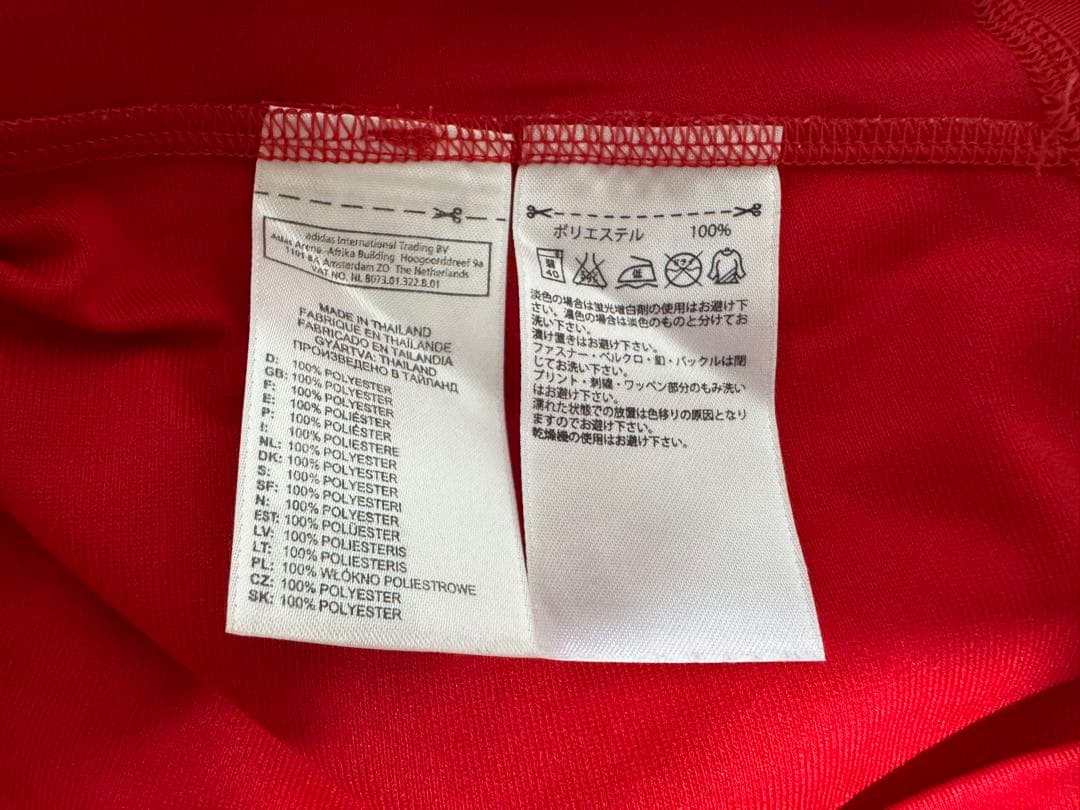 adidas International Trading BV
Atlas Arena -Afrika Building Hoogoorddreef 9a
1101 BA Amsterdam ZO The Netherlands
VAT NO. NL 8073.01.322.B.01
MADE IN THAILAND
FABRIQUE EN THAÏLANDE
FABRICADO EN TAILANDIA
GYÁRTVA: THAILAND
ПРОИЗВЕДЕНО В ТАЙЛАНД
D: 100% POLYESTER
GB: 100% POLYESTER
F: 100% POLYESTER
E: 100% POLIÉSTER
P: 100% POLIÉSTER
I: 100% POLIESTERE
NL: 100% POLYESTER
DK: 100% POLYESTER
S: 100% POLYESTER
SF: 100% POLYESTERI
N: 100% POLYESTER
EST: 100% POLÜESTER
LV: 100% POLIESTERIS
LT: 100% POLIESTERIS
PL: 100% WŁÓKNO POLIESTROWE
CZ: 100% POLYESTER
SK: 100% POLYESTER
ポリエステル 100%
40 低
淡色の場合は蛍光増白剤の使用はお避け下
さい。濃色の場合は淡色のものと分けてお
洗い下さい。
漬け置きはお避け下さい。
ファスナー・ベルクロ・釦・バックルは閉
じてお洗い下さい。
プリント・刺繍・ワッペン部分のもみ洗い
はお避け下さい。
濡れた状態での放置は色移りの原因となり
ますのでお避け下さい。
乾燥機の使用はお避け下さい。